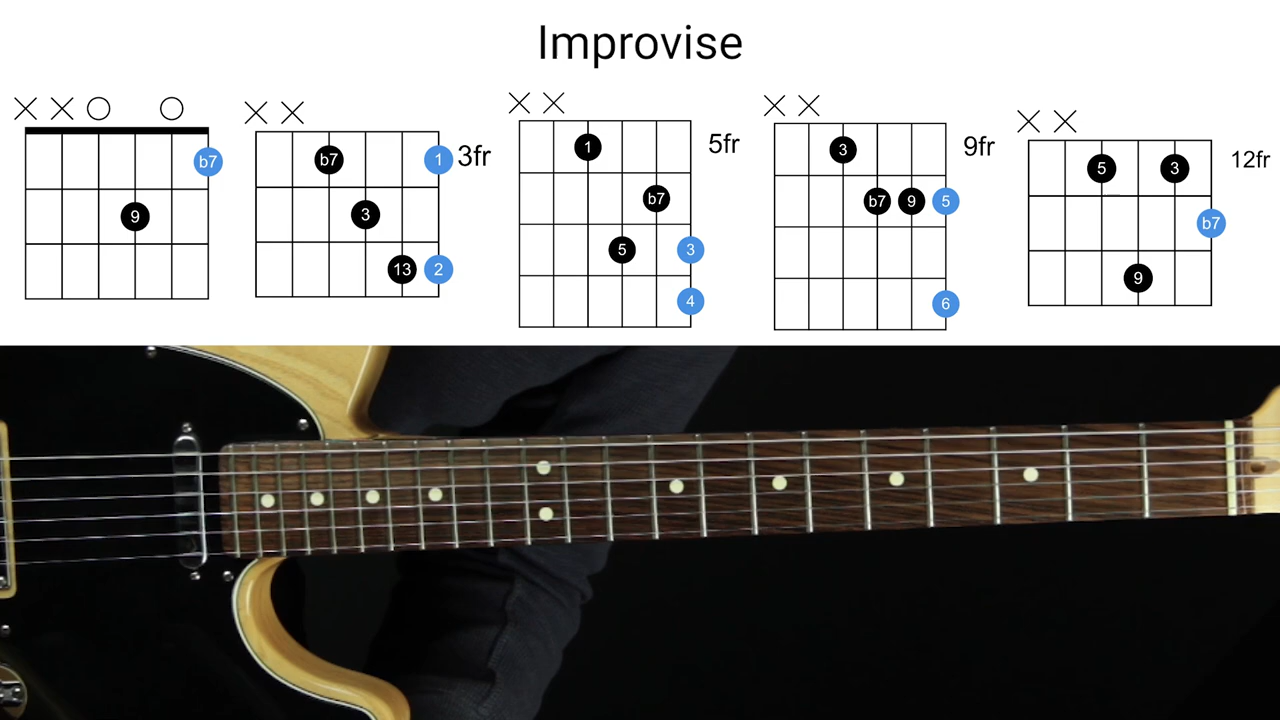 Improvise
b7
9
b7 1 3fr
3
13 2
1 5fr
b7
5 3
4
3 9fr
b7 9 5
6
5 3 12fr
b7
9